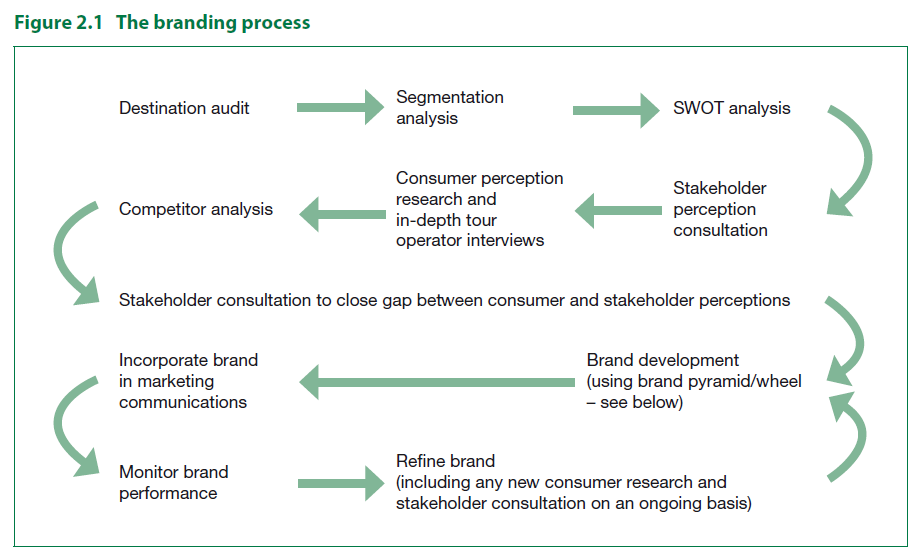 Figure 2.1 The branding process
Destination audit
Segmentation
analysis
SWOT analysis
Stakeholder
perception
consultation
Consumer perception
research and
in-depth tour
operator interviews
Competitor analysis
Stakeholder consultation to close gap between consumer and stakeholder perceptions
Brand development
(using brand pyramid/wheel
– see below)
Incorporate brand
in marketing
communications
Monitor brand
performance
Refine brand
(including any new consumer research and
stakeholder consultation on an ongoing basis)